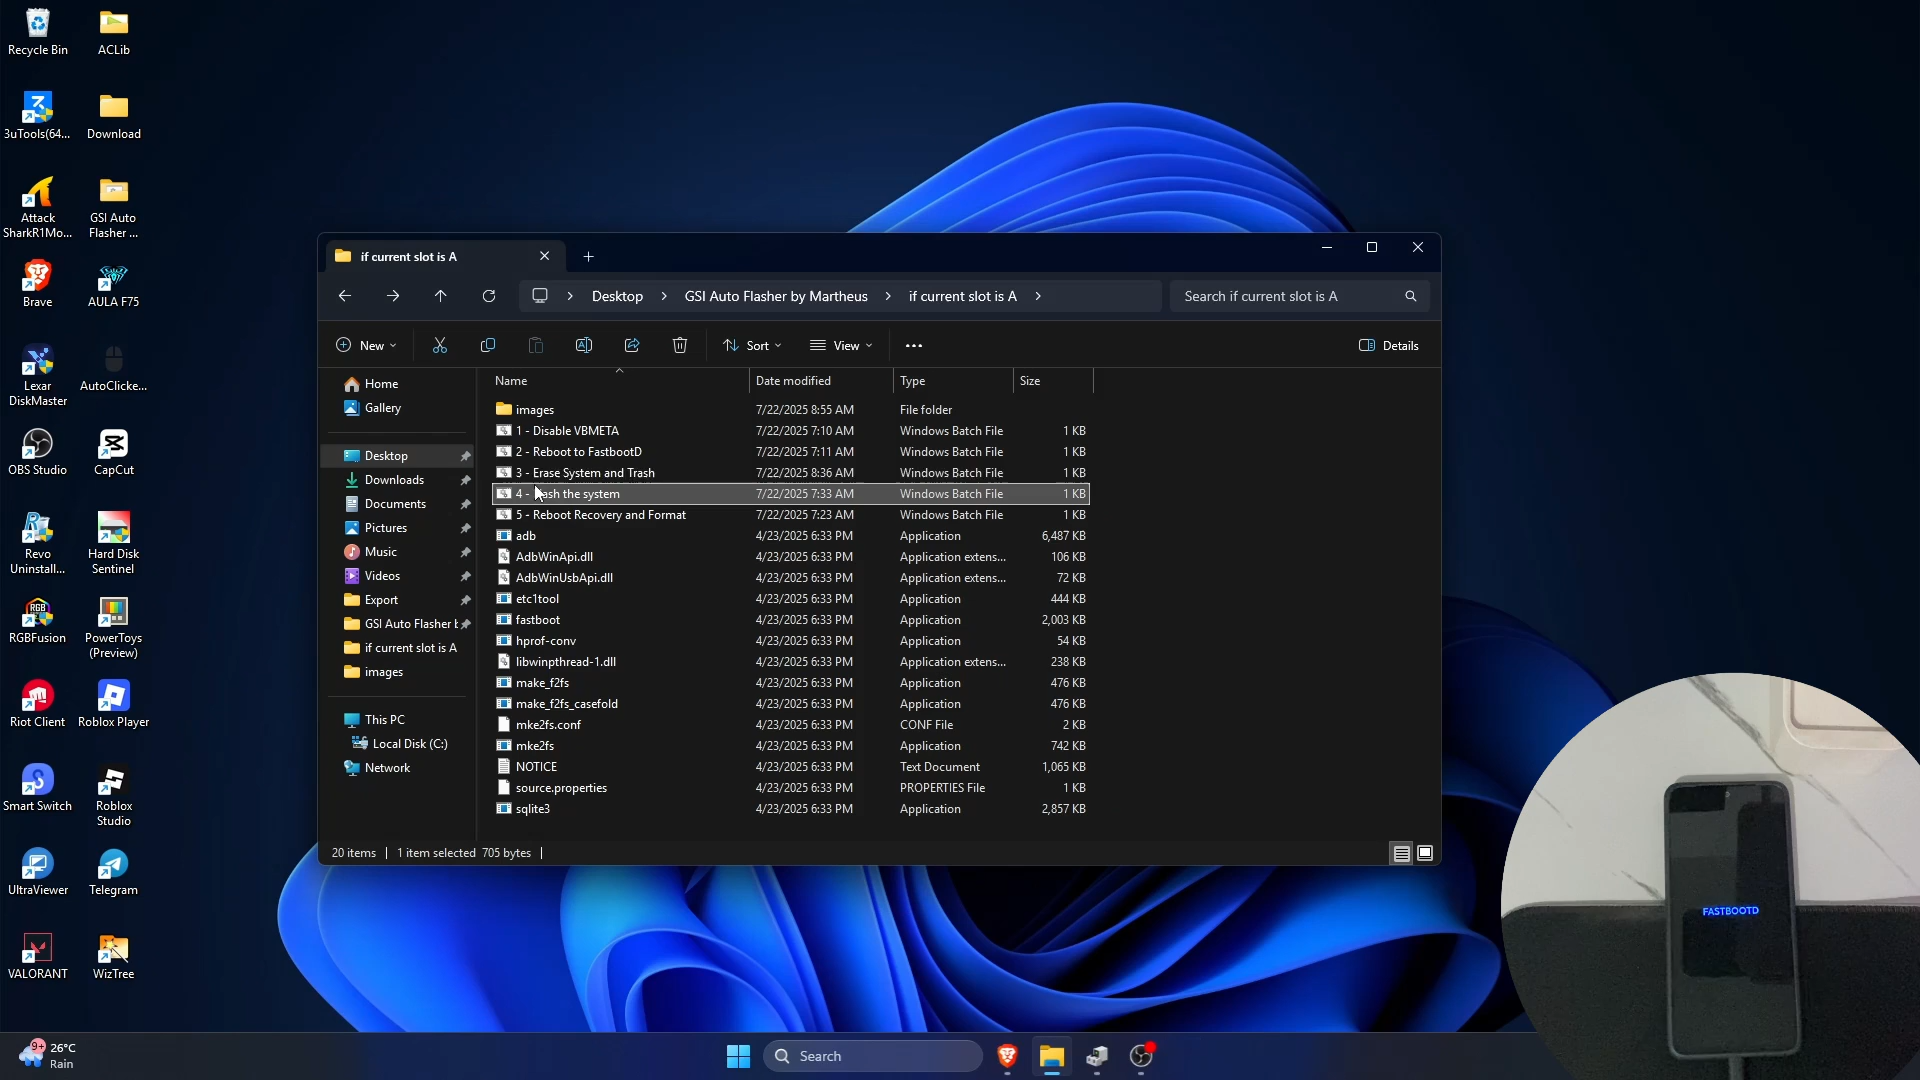 Recycle Bin
ACLib
3uTools(64...
Download
Attack
SharkR1Mo...
GSI Auto
Flasher ...
Brave
AULA F75
Lexar
DiskMaster
AutoClicke...
OBS Studio
CapCut
Revo
Uninstall...
Hard Disk
Sentinel
RGBFusion
PowerToys
(Preview)
Riot Client
Roblox Player
Smart Switch
Roblox
Studio
UltraViewer
Telegram
VALORANT
WizTree
if current slot is A
Desktop > GSI Auto Flasher by Martheus > if current slot is A >
Search if current slot is A
New
Sort
View
Details
Home
Gallery
Desktop
Downloads
Documents
Pictures
Music
Videos
Export
GSI Auto Flasher b
if current slot is A
images
This PC
Local Disk (C:)
Network
Name Date modified Type Size
images 7/22/2025 8:55 AM File folder
1 - Disable VBMETA 7/22/2025 7:10 AM Windows Batch File 1 KB
2 - Reboot to FastbootD 7/22/2025 7:11 AM Windows Batch File 1 KB
3 - Erase System and Trash 7/22/2025 8:36 AM Windows Batch File 1 KB
4 - ash the system 7/22/2025 7:33 AM Windows Batch File 1 KB
5 - Reboot Recovery and Format 7/22/2025 7:23 AM Windows Batch File 1 KB
adb 4/23/2025 6:33 PM Application 6,487 KB
AdbWinApi.dll 4/23/2025 6:33 PM Application extens... 106 KB
AdbWinUsbApi.dll 4/23/2025 6:33 PM Application extens... 72 KB
etc1tool 4/23/2025 6:33 PM Application 444 KB
fastboot 4/23/2025 6:33 PM Application 2,003 KB
hprof-conv 4/23/2025 6:33 PM Application 54 KB
libwinpthread-1.dll 4/23/2025 6:33 PM Application extens... 238 KB
make_f2fs 4/23/2025 6:33 PM Application 476 KB
make_f2fs_casefold 4/23/2025 6:33 PM Application 476 KB
mke2fs.conf 4/23/2025 6:33 PM CONF File 2 KB
mke2fs 4/23/2025 6:33 PM Application 742 KB
NOTICE 4/23/2025 6:33 PM Text Document 1,065 KB
source.properties 4/23/2025 6:33 PM PROPERTIES File 1 KB
sqlite3 4/23/2025 6:33 PM Application 2,857 KB
20 items 1 item selected 705 bytes
FASTBOOTD
9+
26°C
Rain
Search